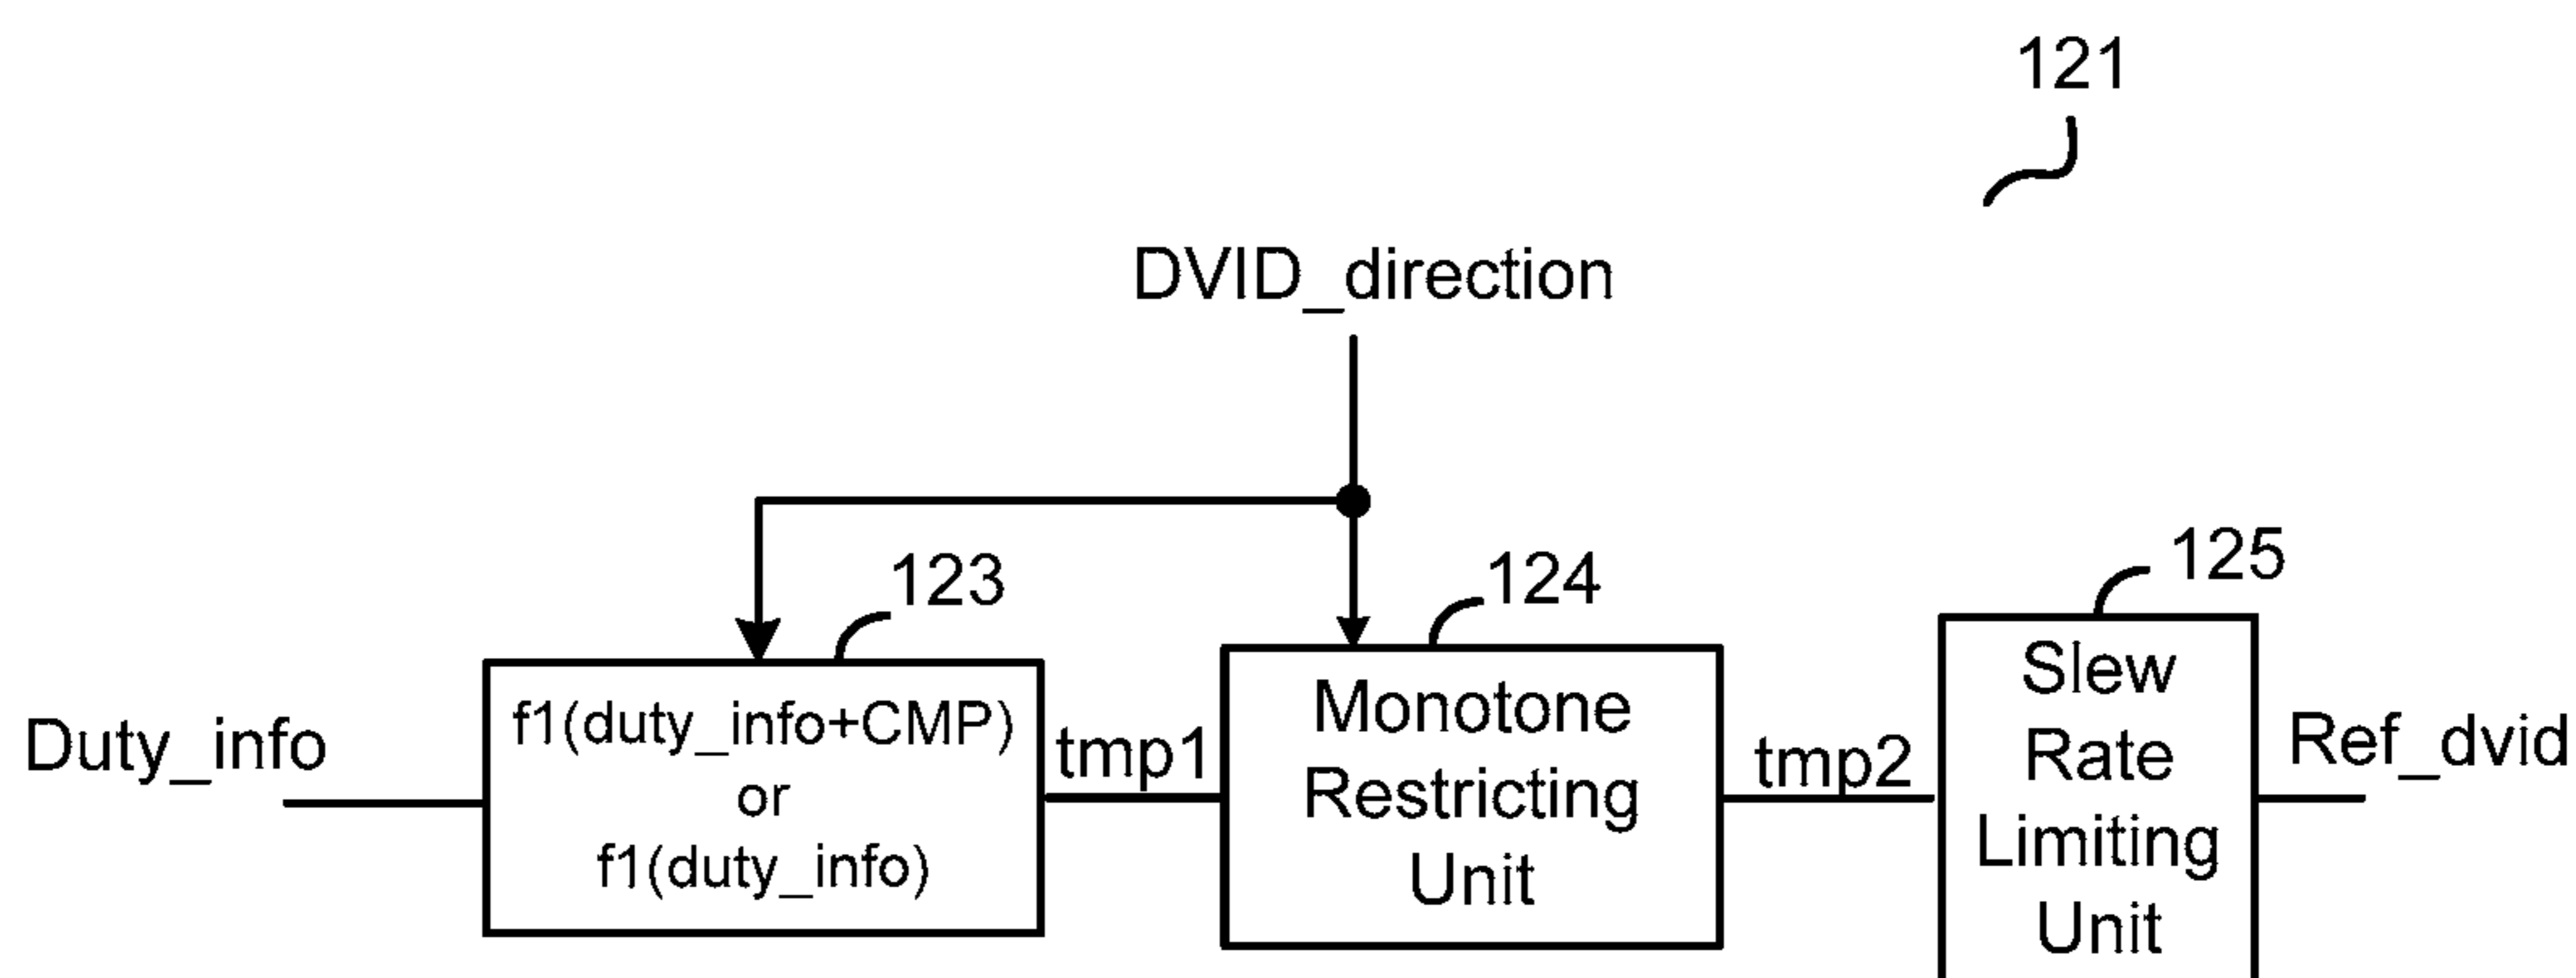 121
DVID_direction
123
124
125
Duty_info
f1(duty_info+CMP)
or
f1(duty_info)
tmp1
Monotone
Restricting
Unit
tmp2
Slew
Rate
Limiting
Unit
Ref_dvid